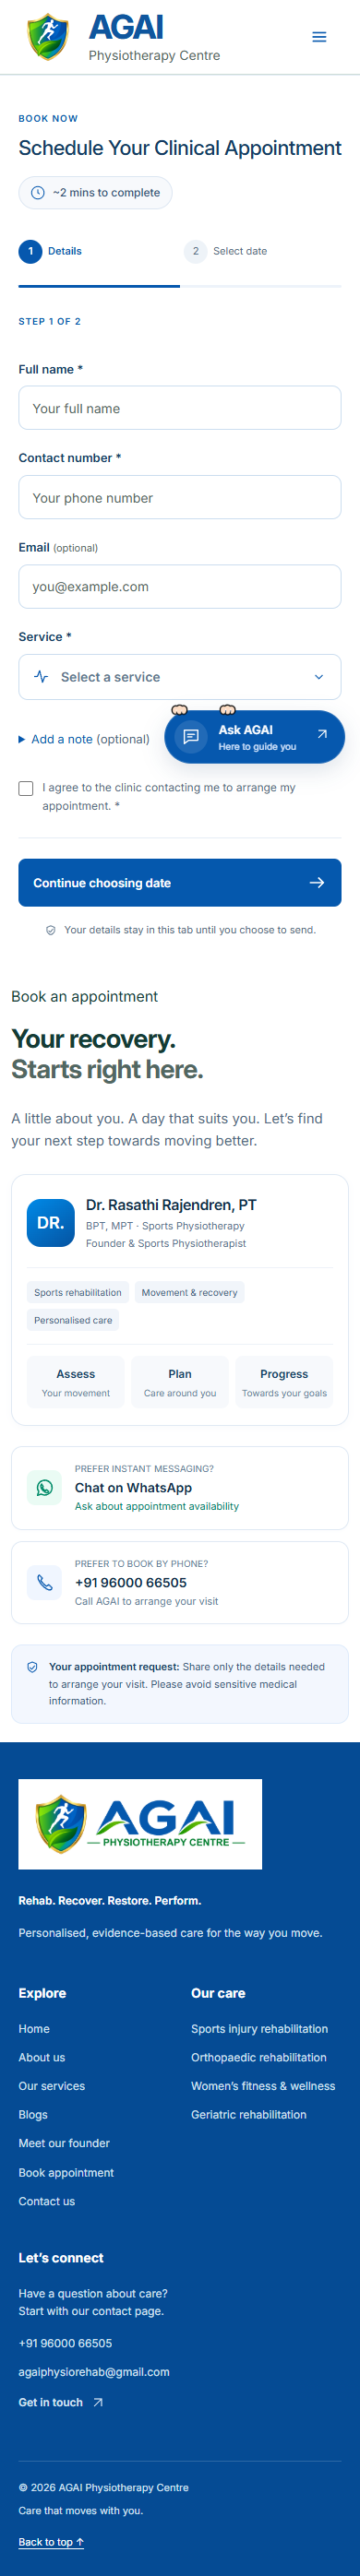 AGAI
Physiotherapy Centre
BOOK NOW
Schedule Your Clinical Appointment
~2 mins to complete
1 Details
2 Select date
STEP 1 OF 2
Full name *
Your full name
Contact number *
Your phone number
Email (optional)
you@example.com
Service *
Select a service
Add a note (optional)
Ask AGAI
Here to guide you
I agree to the clinic contacting me to arrange my
appointment. *
Continue choosing date
Your details stay in this tab until you choose to send.
Book an appointment
Your recovery.
Starts right here.
A little about you. A day that suits you. Let’s find
your next step towards moving better.
DR.
Dr. Rasathi Rajendren, PT
BPT, MPT · Sports Physiotherapy
Founder & Sports Physiotherapist
Sports rehabilitation
Movement & recovery
Personalised care
Assess
Your movement
Plan
Care around you
Progress
Towards your goals
PREFER INSTANT MESSAGING?
Chat on WhatsApp
Ask about appointment availability
PREFER TO BOOK BY PHONE?
+91 96000 66505
Call AGAI to arrange your visit
Your appointment request: Share only the details needed
to arrange your visit. Please avoid sensitive medical
information.
AGAI
PHYSIOTHERAPY CENTRE
Rehab. Recover. Restore. Perform.
Personalised, evidence-based care for the way you move.
Explore
Home
About us
Our services
Blogs
Meet our founder
Book appointment
Contact us
Our care
Sports injury rehabilitation
Orthopaedic rehabilitation
Women’s fitness & wellness
Geriatric rehabilitation
Let’s connect
Have a question about care?
Start with our contact page.
+91 96000 66505
agaiphysiorehab@gmail.com
Get in touch
© 2026 AGAI Physiotherapy Centre
Care that moves with you.
Back to top ↑